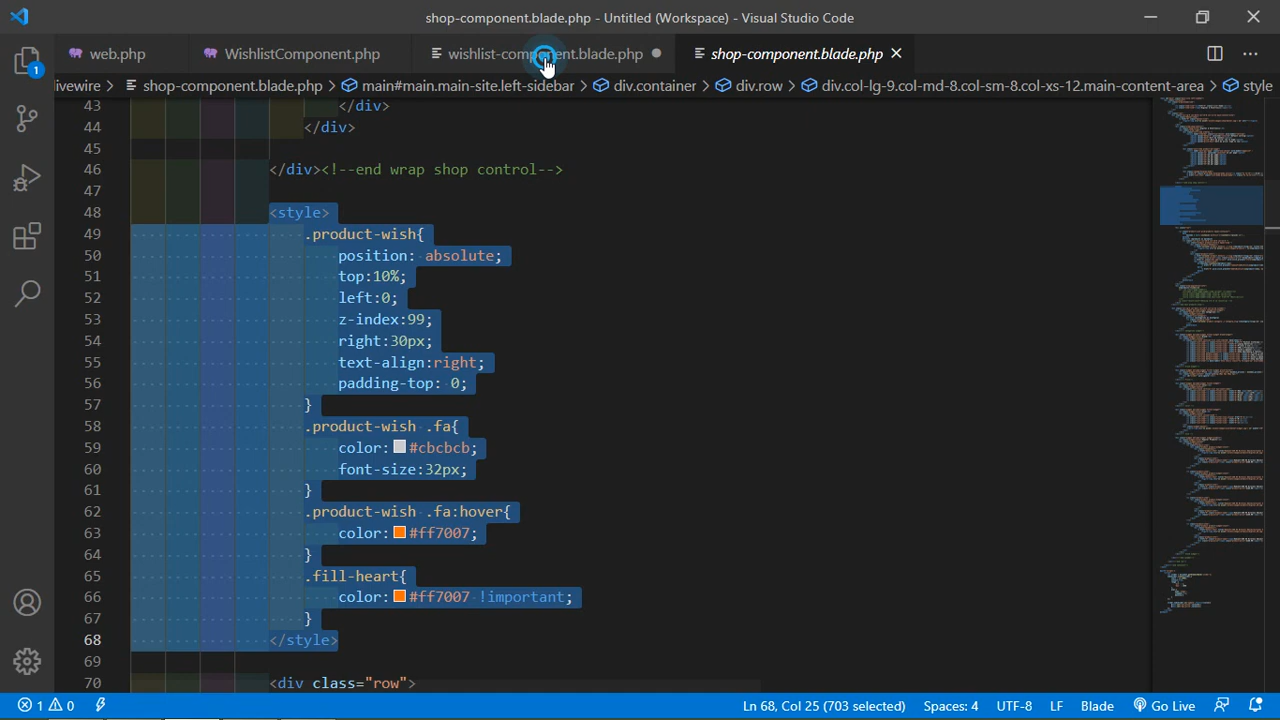 shop-component.blade.php - Untitled (Workspace) - Visual Studio Code
web.php WishlistComponent.php wishlist-component.blade.php shop-component.blade.php
1
ivewire > shop-component.blade.php > main#main.main-site.left-sidebar > div.container > div.row > div.col-lg-9.col-md-8.col-sm-8.col-xs-12.main-content-area > style
43 </div>
44 </div>
45
46 </div><!--end wrap shop control-->
47
48 <style>
49 .product-wish{
50 position: absolute;
51 top:10%;
52 left:0;
53 z-index:99;
54 right:30px;
55 text-align:right;
56 padding-top: 0;
57 }
58 .product-wish .fa{
59 color: #cbcbcb;
60 font-size:32px;
61 }
62 .product-wish .fa:hover{
63 color: #ff7007;
64 }
65 .fill-heart{
66 color: #ff7007 !important;
67 }
68 </style>
69
70 <div class="row">
1 0 Ln 68, Col 25 (703 selected) Spaces: 4 UTF-8 LF Blade Go Live